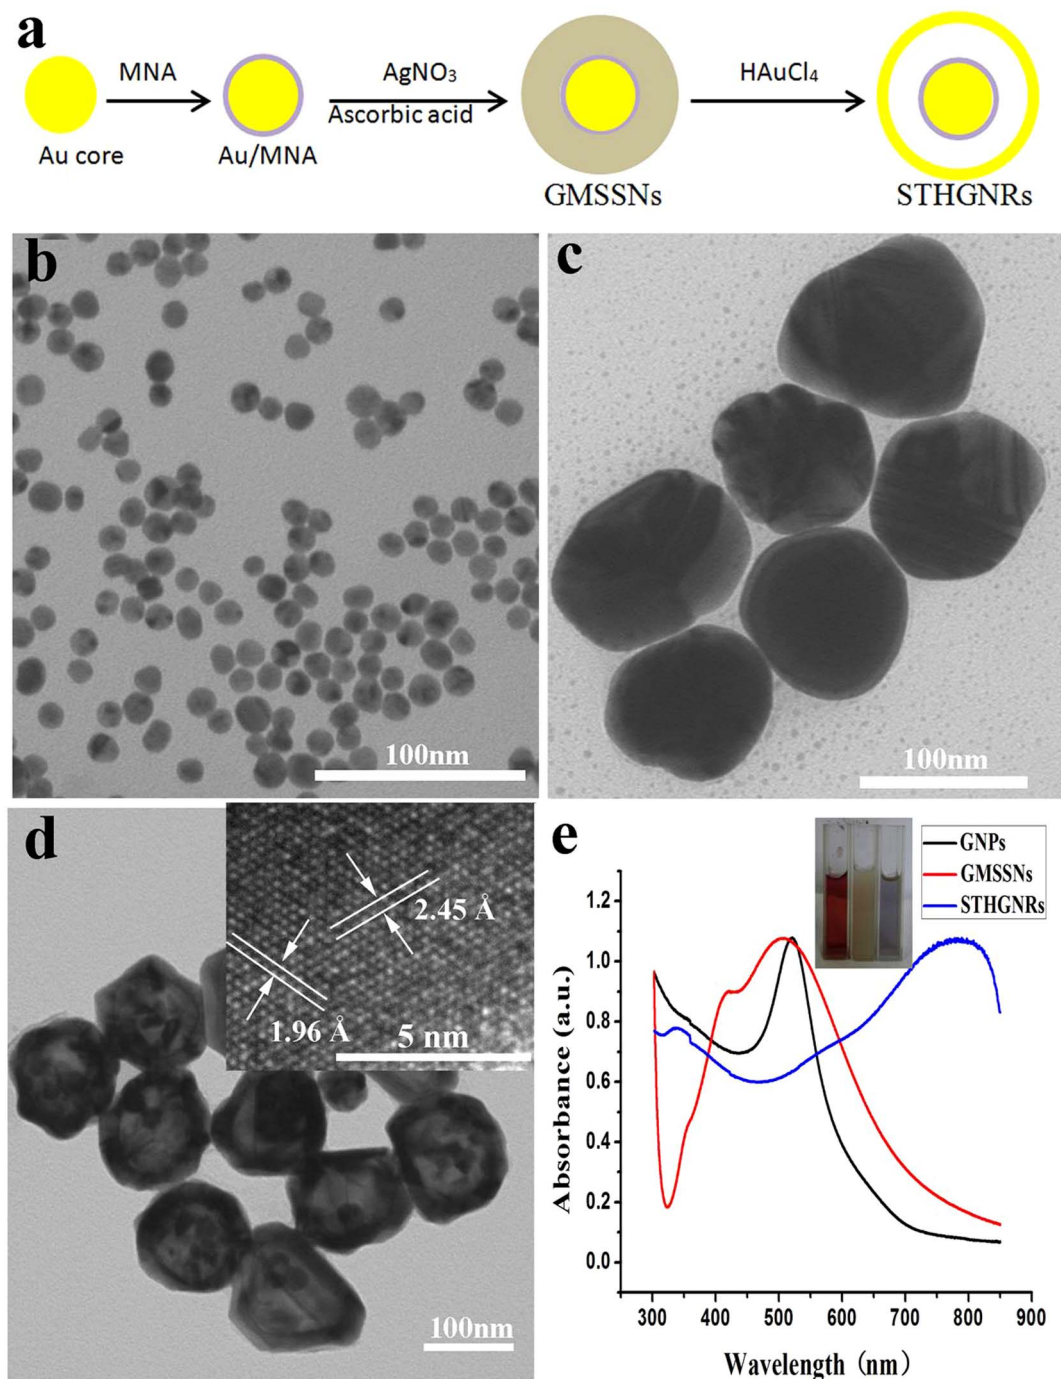 a
MNA
AgNO₃
HAuCl₄
Ascorbic acid
Au core
Au/MNA
GMSSNs
STHGNRs
b
100nm
c
100nm
d
2.45 Å
1.96 Å
5 nm
100nm
e
GNPs
GMSSNs
STHGNRs
1.2
1.0
0.8
0.6
0.4
0.2
0.0
Absorbance (a.u.)
300 400 500 600 700 800 900
Wavelength (nm)